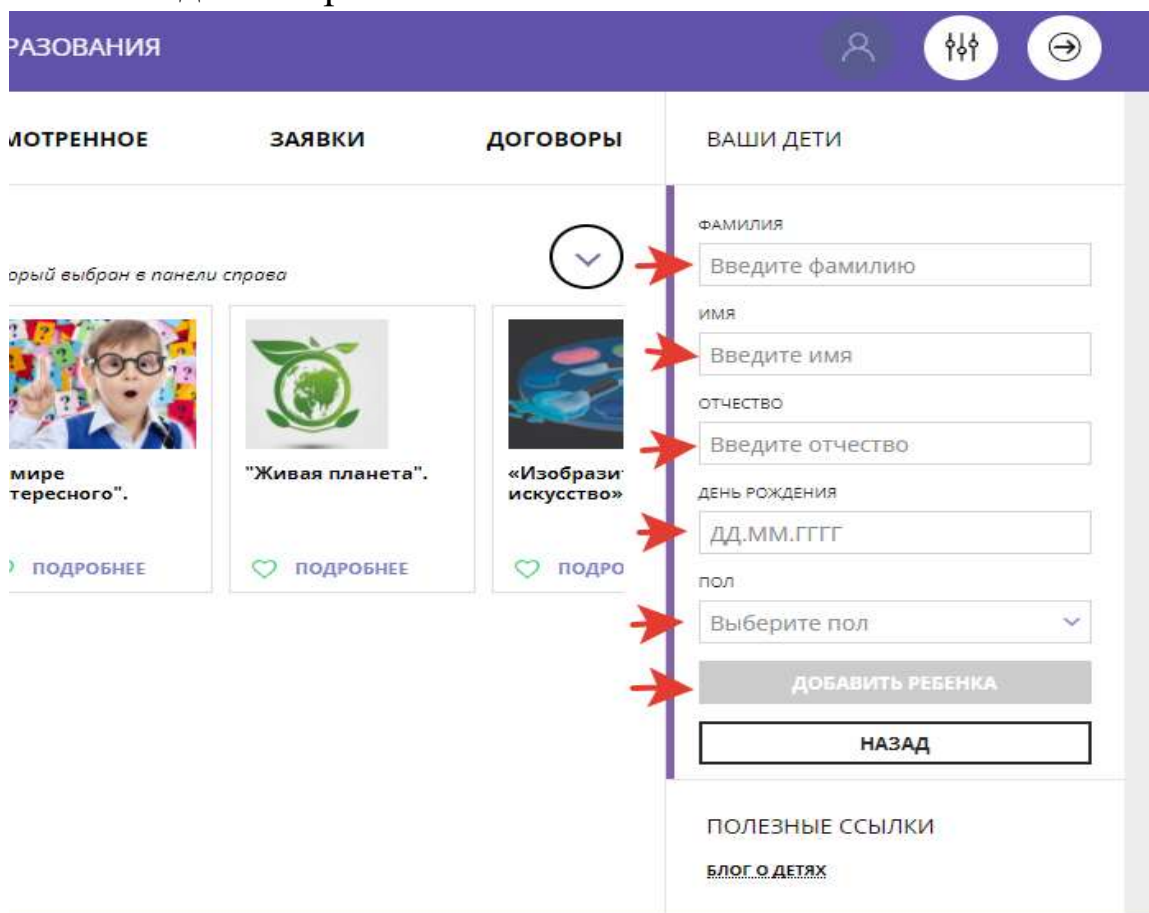 РАЗОВАНИЯ
МОТРЕННОЕ ЗАЯВКИ ДОГОВОРЫ
орый выбран в панели справа
мире
тересного".
ПОДРОБНЕЕ
"Живая планета".
ПОДРОБНЕЕ
«Изобрази
искусство»
ПОДРО
ВАШИ ДЕТИ
ФАМИЛИЯ
Введите фамилию
ИМЯ
Введите имя
ОТЧЕСТВО
Введите отчество
ДЕНЬ РОЖДЕНИЯ
ДД.ММ.ГГГГ
ПОЛ
Выберите пол
ДОБАВИТЬ РЕБЕНКА
НАЗАД
ПОЛЕЗНЫЕ ССЫЛКИ
БЛОГ О ДЕТЯХ